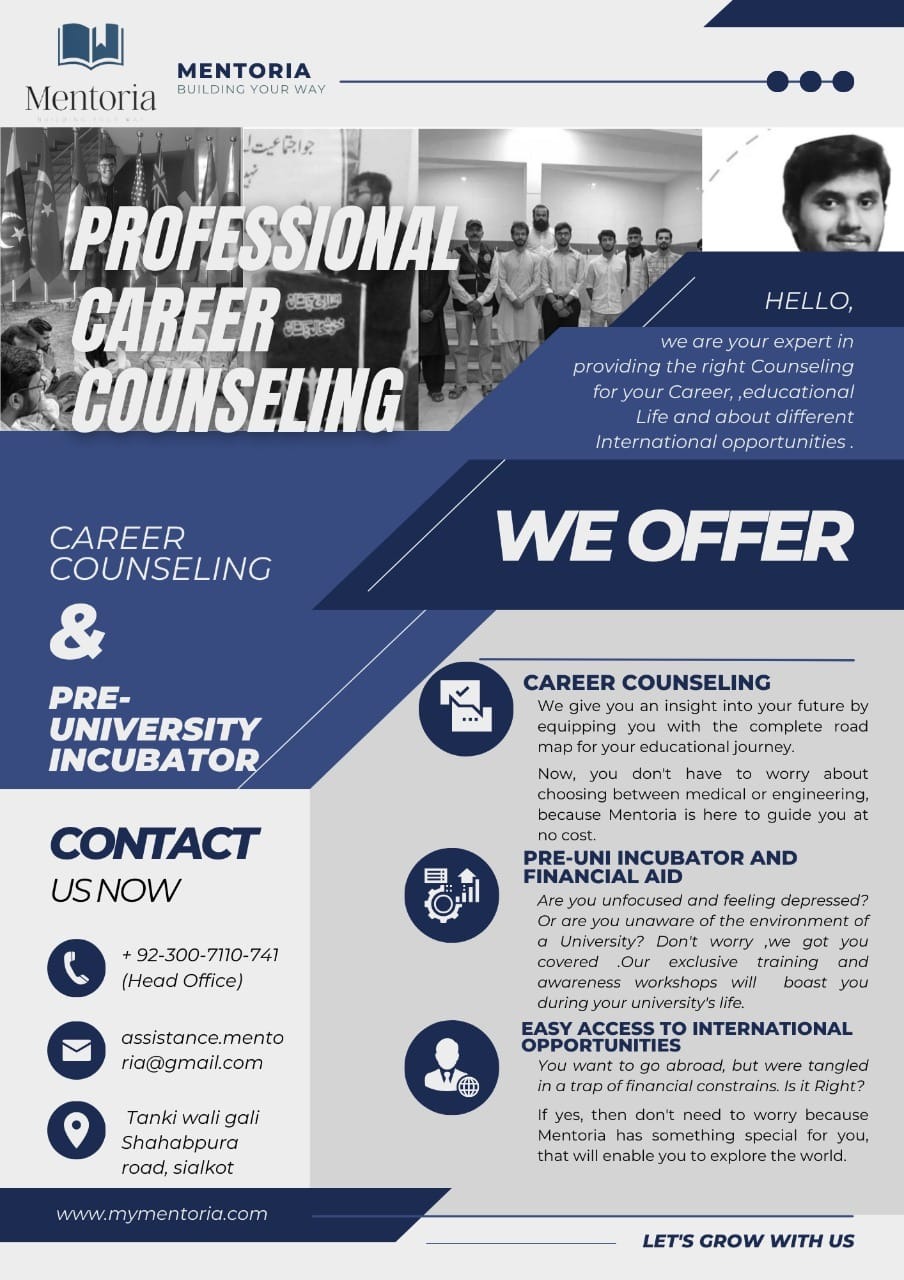 Mentoria
BUILDING YOUR WAY
MENTORIA
BUILDING YOUR WAY
PROFESSIONAL
CAREER
COUNSELING
HELLO,
we are your expert in
providing the right Counseling
for your Career, ,educational
Life and about different
International opportunities .
WE OFFER
CAREER
COUNSELING
&
PRE-
UNIVERSITY
INCUBATOR
CAREER COUNSELING
We give you an insight into your future by
equipping you with the complete road
map for your educational journey.
Now, you don't have to worry about
choosing between medical or engineering,
because Mentoria is here to guide you at
no cost.
PRE-UNI INCUBATOR AND
FINANCIAL AID
Are you unfocused and feeling depressed?
Or are you unaware of the environment of
a University? Don't worry ,we got you
covered .Our exclusive training and
awareness workshops will boast you
during your university's life.
EASY ACCESS TO INTERNATIONAL
OPPORTUNITIES
You want to go abroad, but were tangled
in a trap of financial constrains. Is it Right?
If yes, then don't need to worry because
Mentoria has something special for you,
that will enable you to explore the world.
CONTACT
US NOW
+ 92-300-7110-741
(Head Office)
assistance.mento
ria@gmail.com
Tanki wali gali
Shahabpura
road, sialkot
www.mymentoria.com
LET'S GROW WITH US